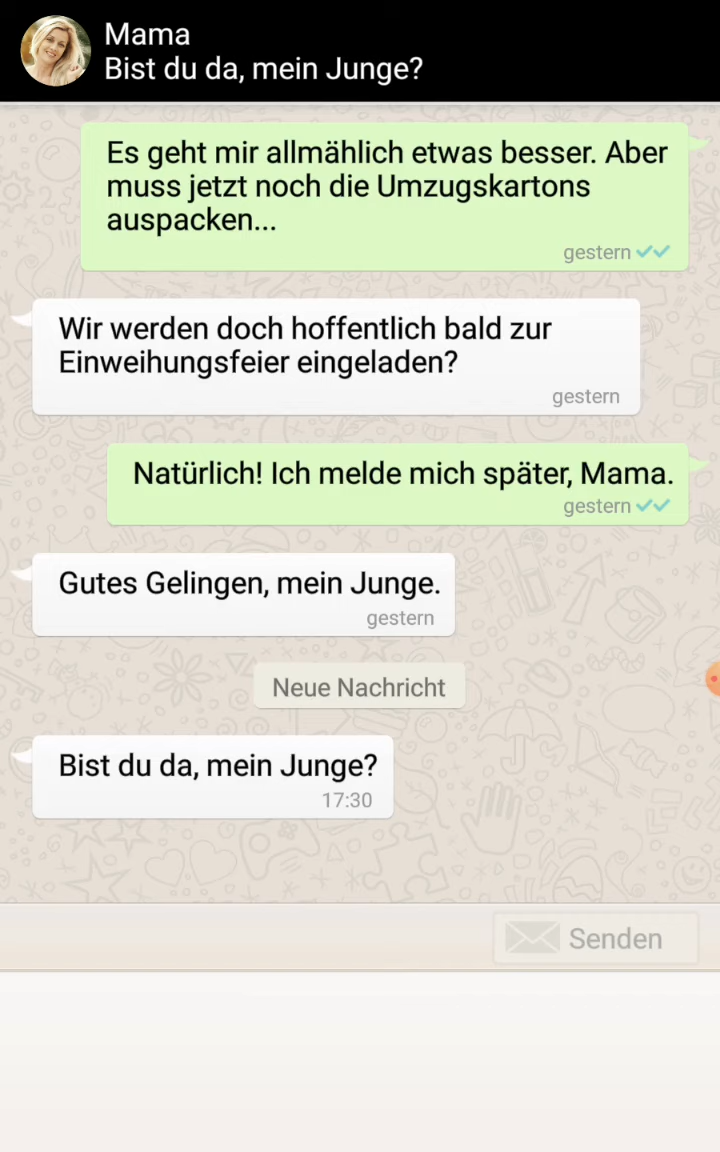 Mama
Bist du da, mein Junge?
Es geht mir allmählich etwas besser. Aber
muss jetzt noch die Umzugskartons
auspacken...
gestern
Wir werden doch hoffentlich bald zur
Einweihungsfeier eingeladen?
gestern
Natürlich! Ich melde mich später, Mama.
gestern
Gutes Gelingen, mein Junge.
gestern
Neue Nachricht
Bist du da, mein Junge?
17:30
Senden